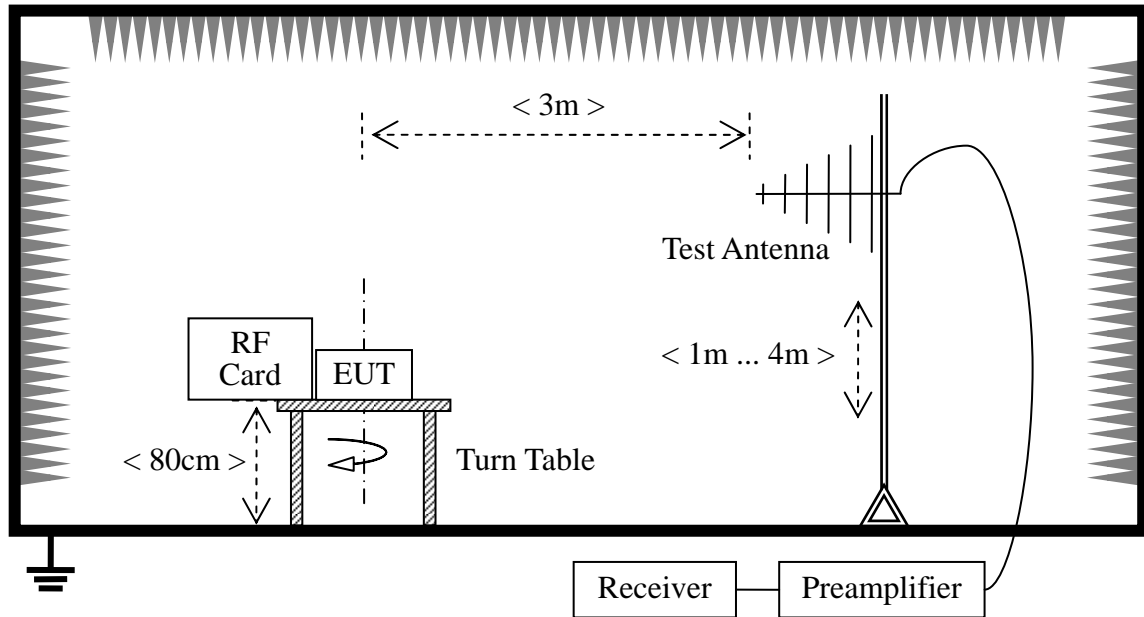 < 3m >
Test Antenna
< 1m ... 4m >
RF
Card
EUT
< 80cm >
Turn Table
Receiver
Preamplifier